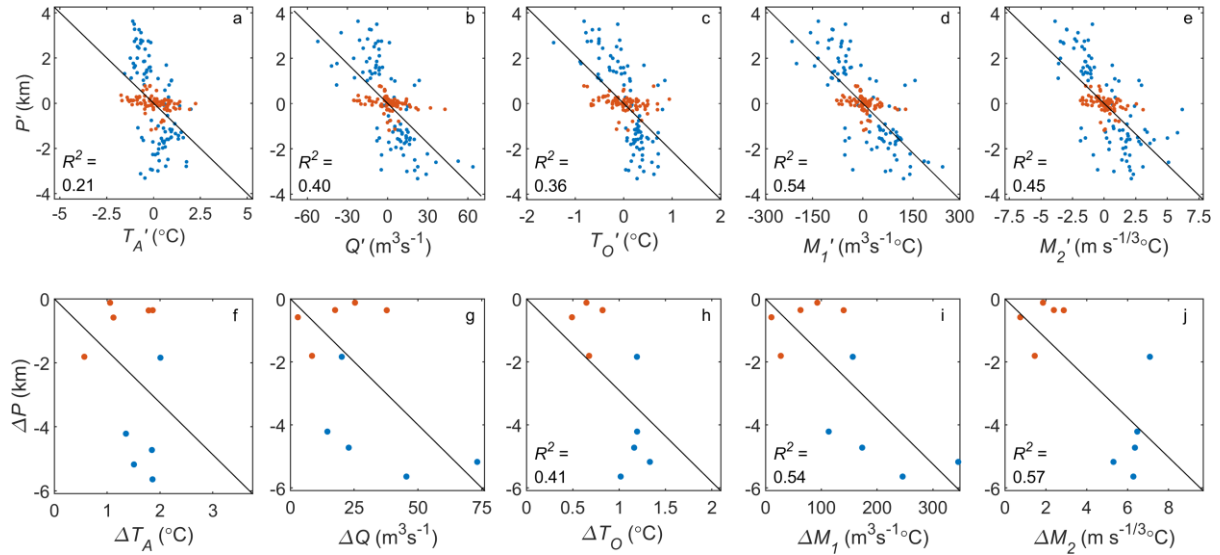 a
b
c
d
e
4
2
0
-2
-4
P' (km)
R² =
0.21
R² =
0.40
R² =
0.36
R² =
0.54
R² =
0.45
-5 -2.5 0 2.5 5
-60 -30 0 30 60
-2 -1 0 1 2
-300 -150 0 150 300
-7.5 -5 -2.5 0 2.5 5 7.5
T_A' (°C)
Q' (m³s⁻¹)
T_O' (°C)
M_1' (m³s⁻¹°C)
M_2' (m s⁻¹/³°C)
f
g
h
i
j
0
-2
-4
-6
ΔP (km)
R² =
0.41
R² =
0.54
R² =
0.57
0 1 2 3
0 25 50 75
0 0.5 1 1.5 2
0 100 200 300
0 2 4 6 8
ΔT_A (°C)
ΔQ (m³s⁻¹)
ΔT_O (°C)
ΔM_1 (m³s⁻¹°C)
ΔM_2 (m s⁻¹/³°C)